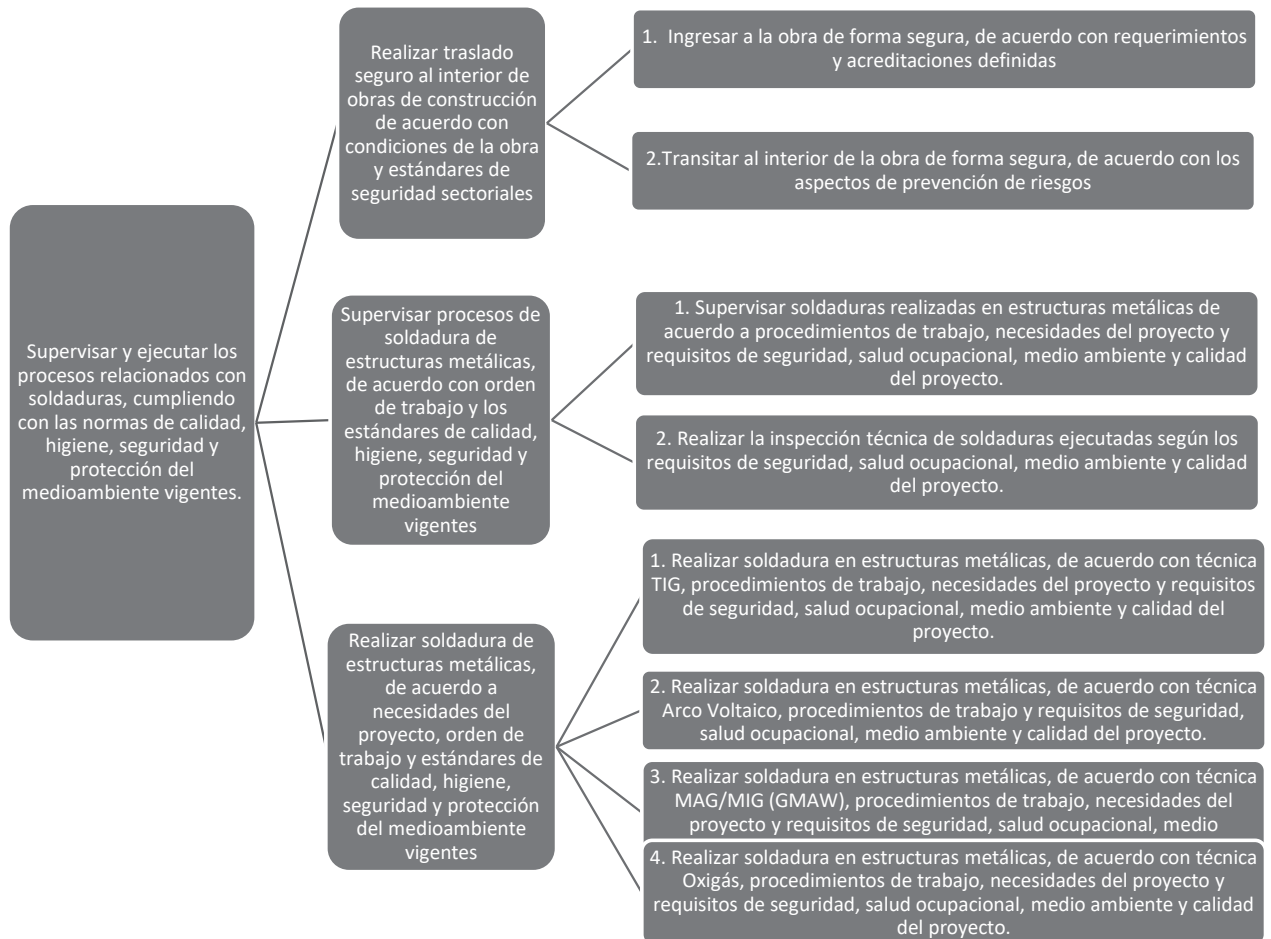 Supervisar y ejecutar los
procesos relacionados con
soldaduras, cumpliendo
con las normas de calidad,
higiene, seguridad y
protección del
medioambiente vigentes.
Realizar traslado
seguro al interior de
obras de construcción
de acuerdo con
condiciones de la obra
y estándares de
seguridad sectoriales
1. Ingresar a la obra de forma segura, de acuerdo con requerimientos
y acreditaciones definidas
2.Transitar al interior de la obra de forma segura, de acuerdo con los
aspectos de prevención de riesgos
Supervisar procesos de
soldadura de
estructuras metálicas,
de acuerdo con orden
de trabajo y los
estándares de calidad,
higiene, seguridad y
protección del
medioambiente
vigentes
1. Supervisar soldaduras realizadas en estructuras metálicas de
acuerdo a procedimientos de trabajo, necesidades del proyecto y
requisitos de seguridad, salud ocupacional, medio ambiente y calidad
del proyecto.
2. Realizar la inspección técnica de soldaduras ejecutadas según los
requisitos de seguridad, salud ocupacional, medio ambiente y calidad
del proyecto.
Realizar soldadura de
estructuras metálicas,
de acuerdo a
necesidades del
proyecto, orden de
trabajo y estándares de
calidad, higiene,
seguridad y protección
del medioambiente
vigentes
1. Realizar soldadura en estructuras metálicas, de acuerdo con técnica
TIG, procedimientos de trabajo, necesidades del proyecto y requisitos
de seguridad, salud ocupacional, medio ambiente y calidad del
proyecto.
2. Realizar soldadura en estructuras metálicas, de acuerdo con técnica
Arco Voltaico, procedimientos de trabajo y requisitos de seguridad,
salud ocupacional, medio ambiente y calidad del proyecto.
3. Realizar soldadura en estructuras metálicas, de acuerdo con técnica
MAG/MIG (GMAW), procedimientos de trabajo, necesidades del
proyecto y requisitos de seguridad, salud ocupacional, medio
4. Realizar soldadura en estructuras metálicas, de acuerdo con técnica
Oxigás, procedimientos de trabajo, necesidades del proyecto y
requisitos de seguridad, salud ocupacional, medio ambiente y calidad
del proyecto.